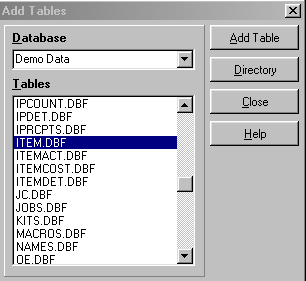 Add Tables
Database
Demo Data
Tables
IPCOUNT.DBF
IPDET.DBF
IPRCPTS.DBF
ITEM.DBF
ITEMACT.DBF
ITEMCOST.DBF
ITEMDET.DBF
JC.DBF
JOBS.DBF
KITS.DBF
MACROS.DBF
NAMES.DBF
OE.DBF
Add Table
Directory
Close
Help